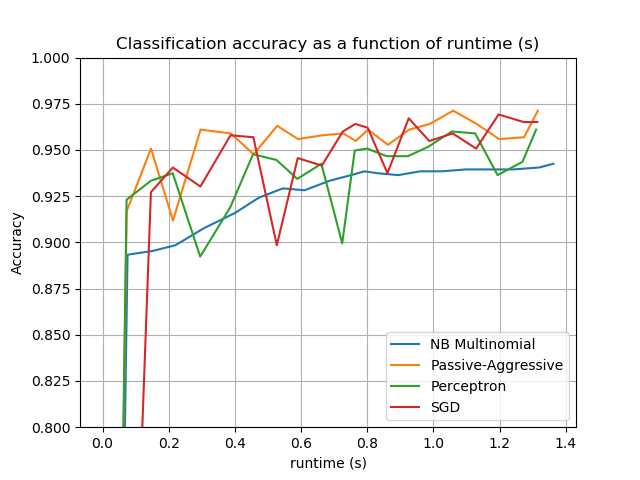 Classification accuracy as a function of runtime (s)
1.000
0.975
0.950
0.925
0.900
0.875
0.850
0.825
0.800
Accuracy
NB Multinomial
Passive-Aggressive
Perceptron
SGD
0.0 0.2 0.4 0.6 0.8 1.0 1.2 1.4
runtime (s)